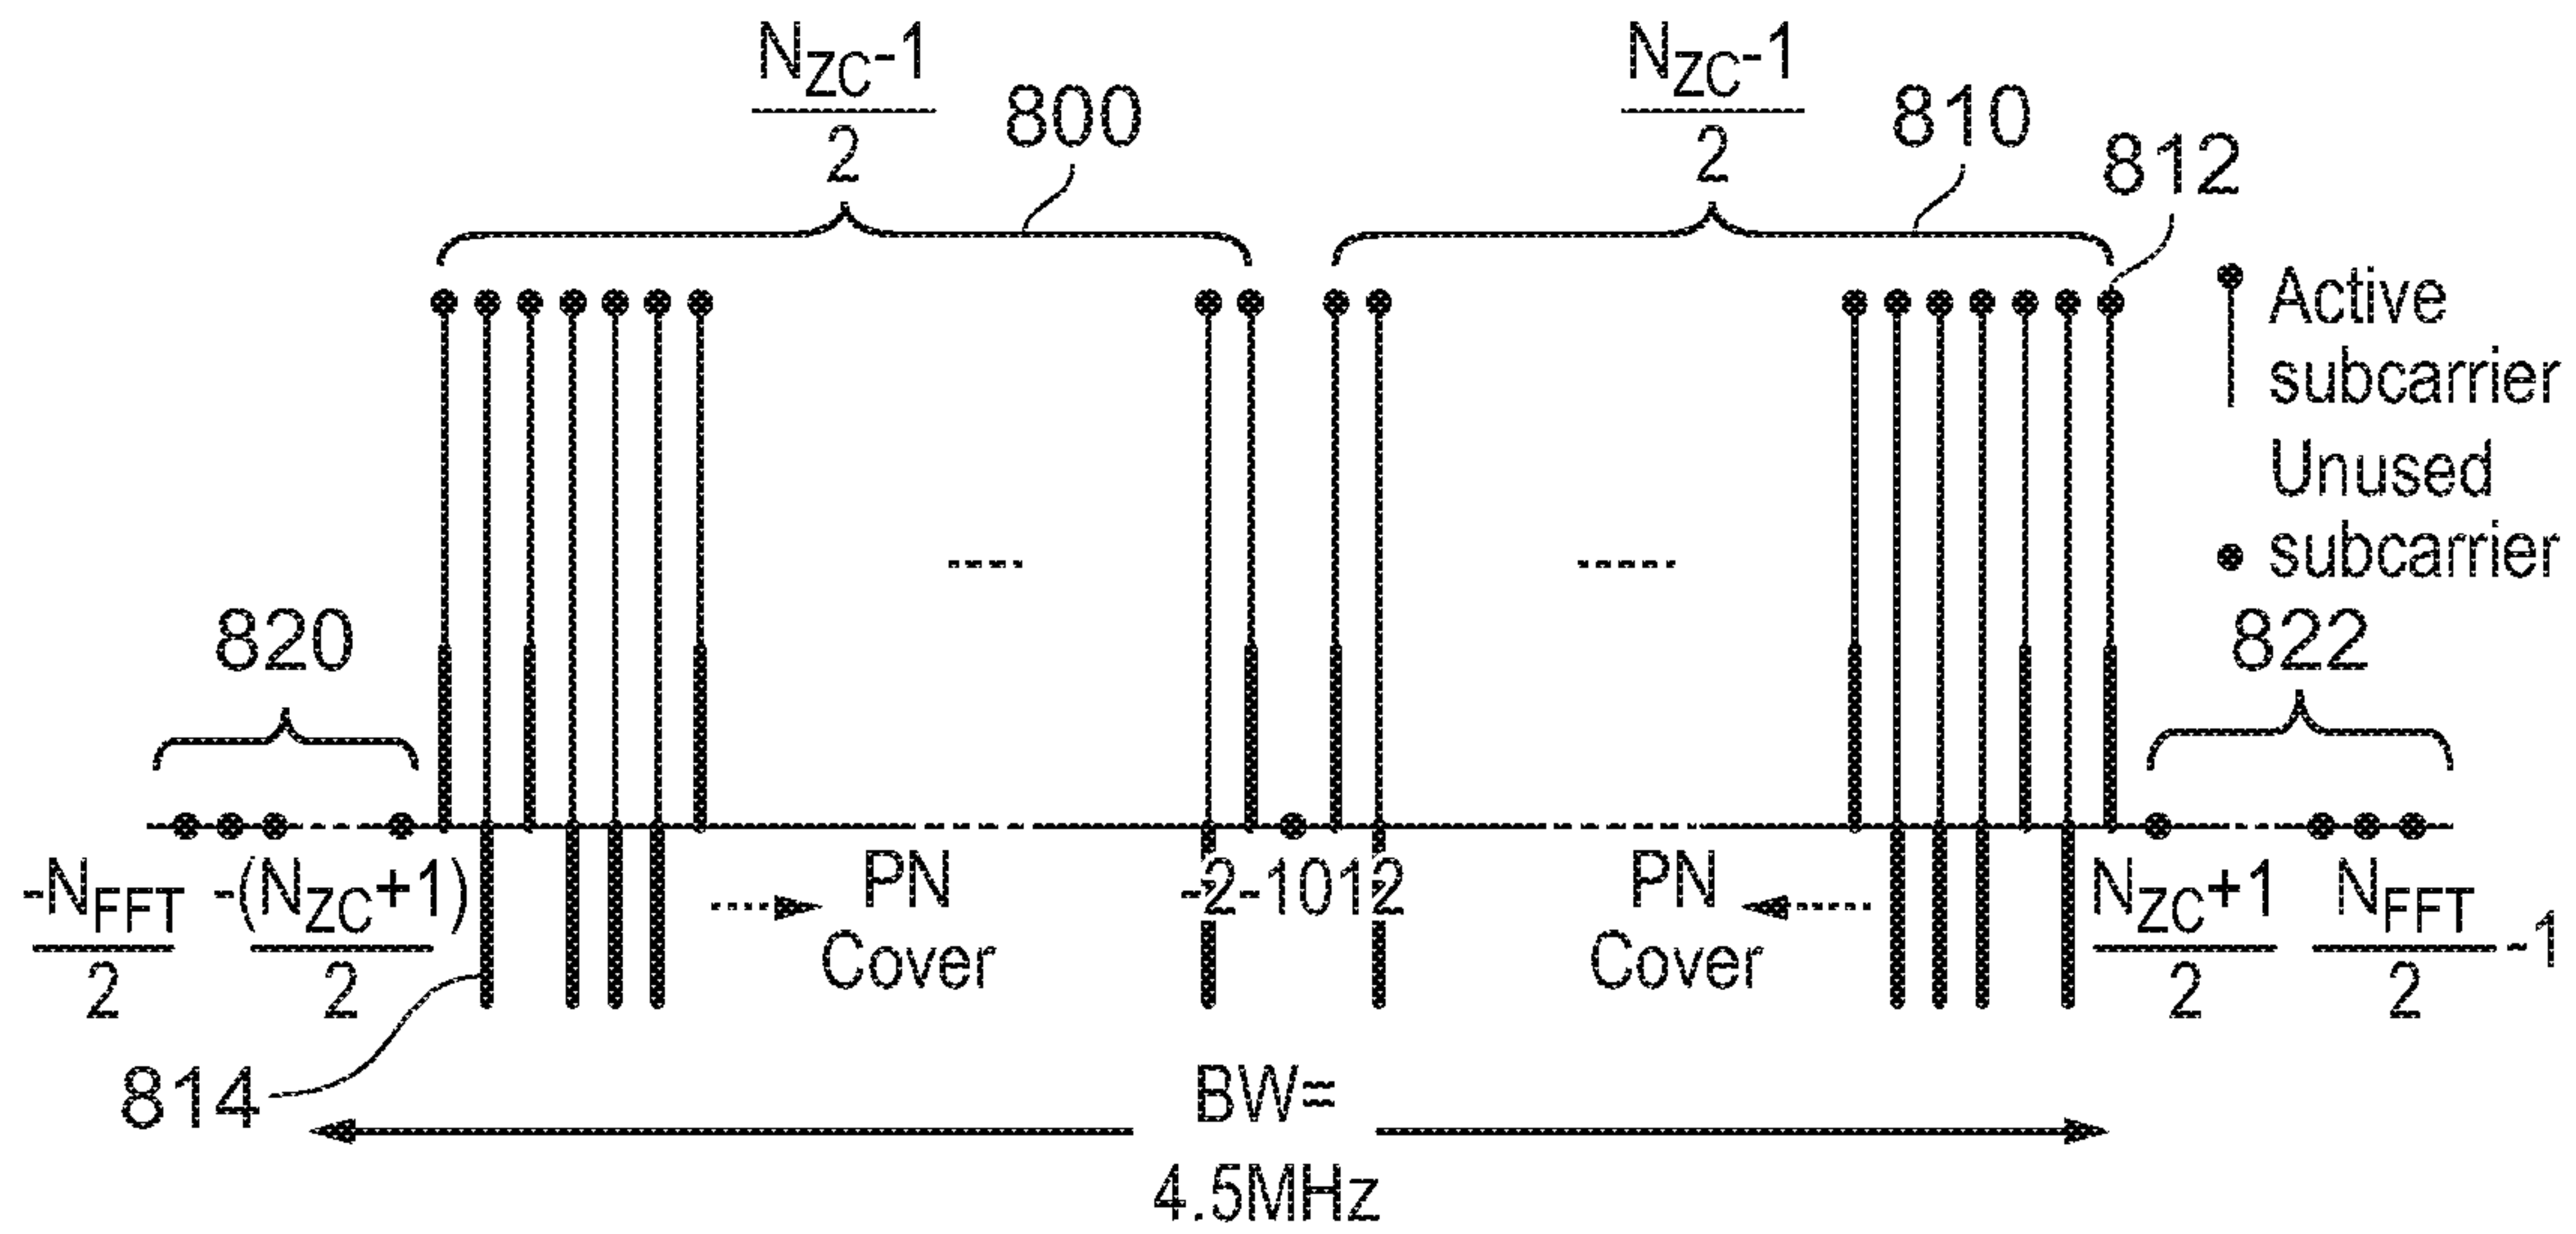 N_ZC-1
2
800
N_ZC-1
2
810
812
Active
subcarrier
Unused
subcarrier
820
822
-N_FFT
2
-(N_ZC+1)
2
PN
Cover
-2-1012
PN
Cover
N_ZC+1
2
N_FFT
2
-1
814
BW=
4.5MHz